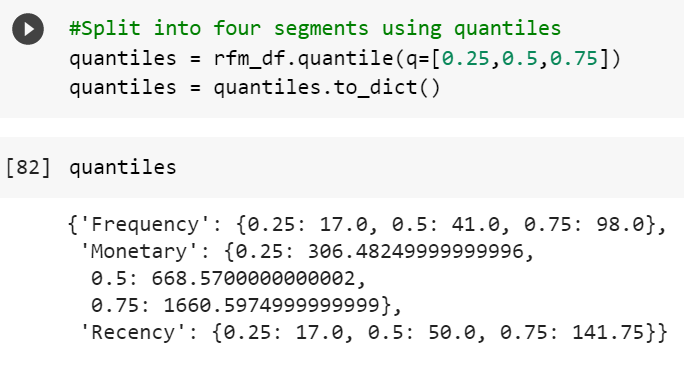 #Split into four segments using quantiles
quantiles = rfm_df.quantile(q=[0.25,0.5,0.75])
quantiles = quantiles.to_dict()
[82] quantiles
{'Frequency': {0.25: 17.0, 0.5: 41.0, 0.75: 98.0},
 'Monetary': {0.25: 306.48249999999996,
  0.5: 668.5700000000002,
  0.75: 1660.5974999999999},
 'Recency': {0.25: 17.0, 0.5: 50.0, 0.75: 141.75}}